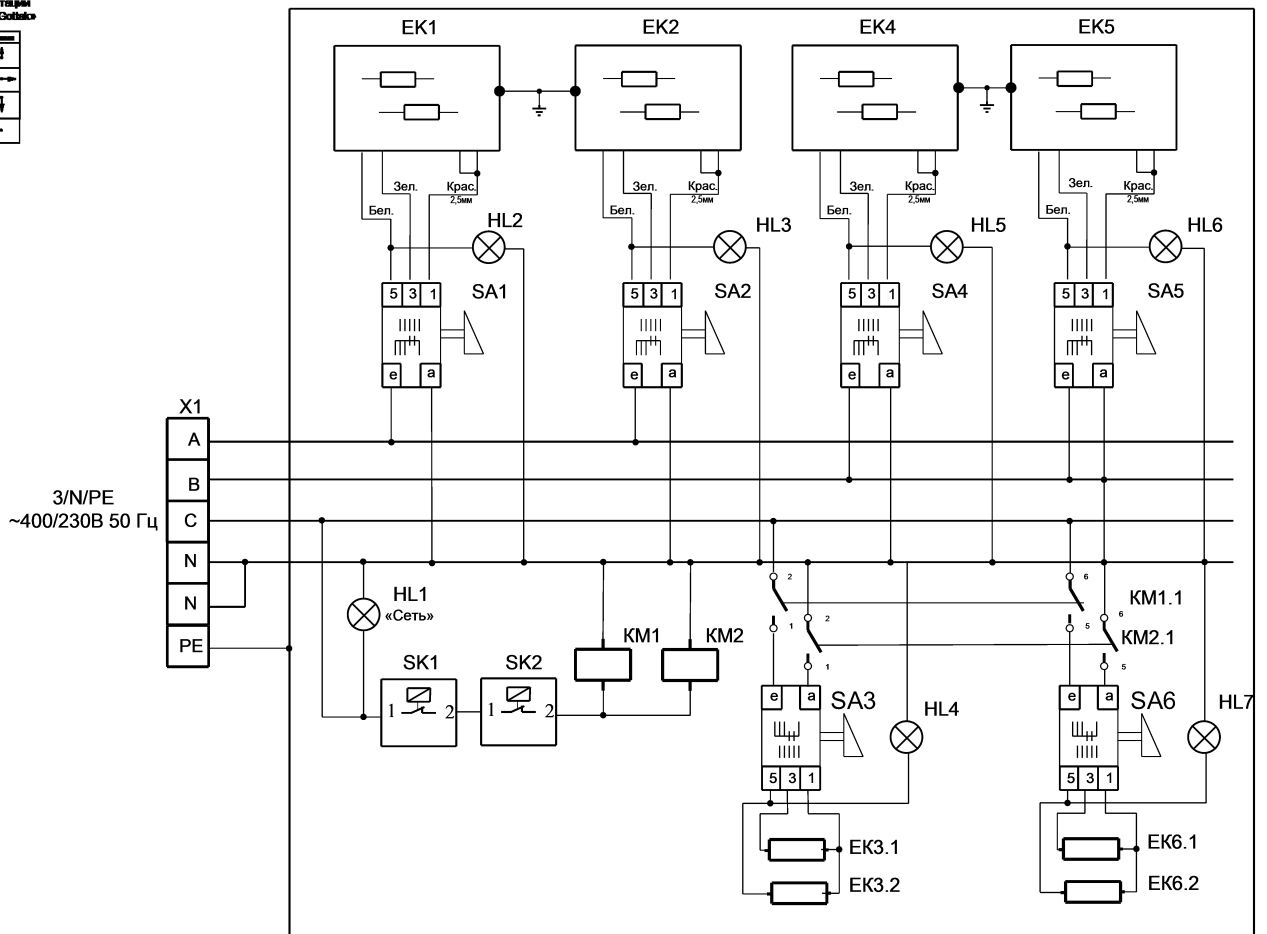 EK1
EK2
EK4
EK5
Зел.
Крас.
2,5мм
Бел.
Зел.
Крас.
2,5мм
Бел.
Зел.
Крас.
2,5мм
Бел.
Зел.
Крас.
2,5мм
Бел.
HL2
HL3
HL5
HL6
5 3 1
SA1
5 3 1
SA2
5 3 1
SA4
5 3 1
SA5
e a
e a
e a
e a
X1
A
B
C
N
N
PE
3/N/PE
~400/230В 50 Гц
HL1
«Сеть»
SK1
SK2
1 2
1 2
KM1
KM2
2
1
2
1
6
5
6
5
KM1.1
KM2.1
e a
SA3
HL4
5 3 1
e a
SA6
HL7
5 3 1
EK3.1
EK3.2
EK6.1
EK6.2